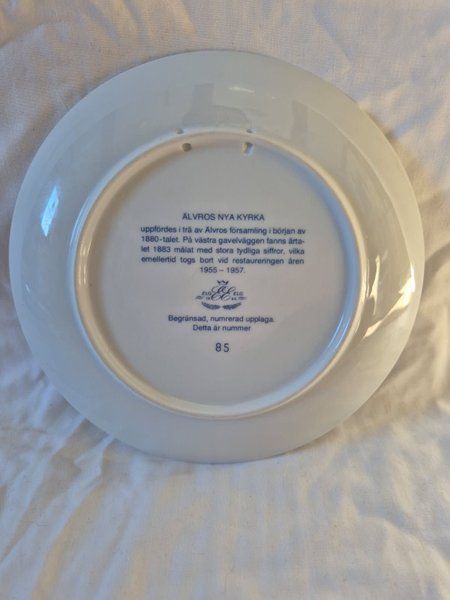 ÄLVROS NYA KYRKA
uppfördes i trä av Älvros församling i början av
1880-talet. På västra gavelväggen fanns årta-
let 1883 målat med stora tydliga siffror, vilka
emellertid togs bort vid restaureringen åren
1955 – 1957.
ELG ELG
Begränsad, numrerad upplaga.
Detta är nummer
85